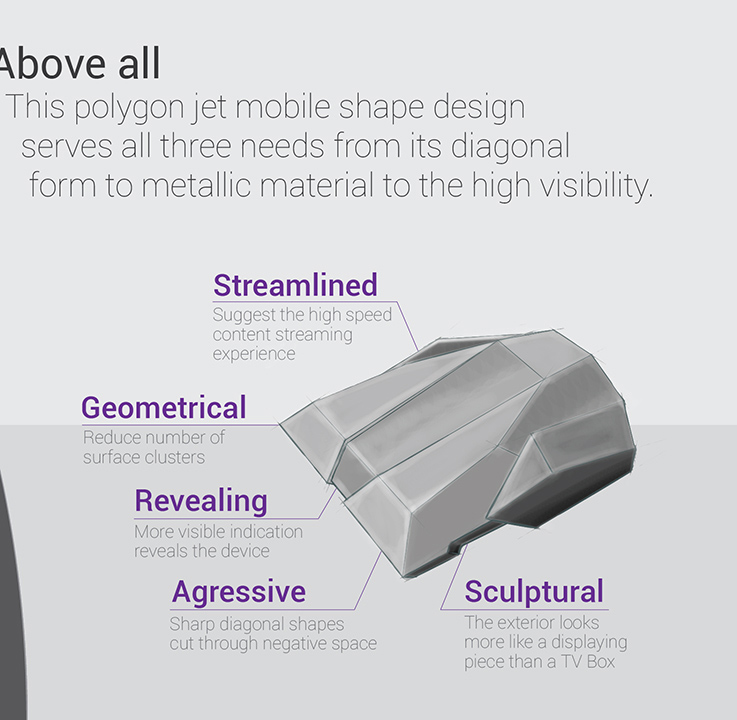 Above all
This polygon jet mobile shape design
serves all three needs from its diagonal
form to metallic material to the high visibility.
Streamlined
Suggest the high speed
content streaming
experience
Geometrical
Reduce number of
surface clusters
Revealing
More visible indication
reveals the device
Agressive
Sharp diagonal shapes
cut through negative space
Sculptural
The exterior looks
more like a displaying
piece than a TV Box